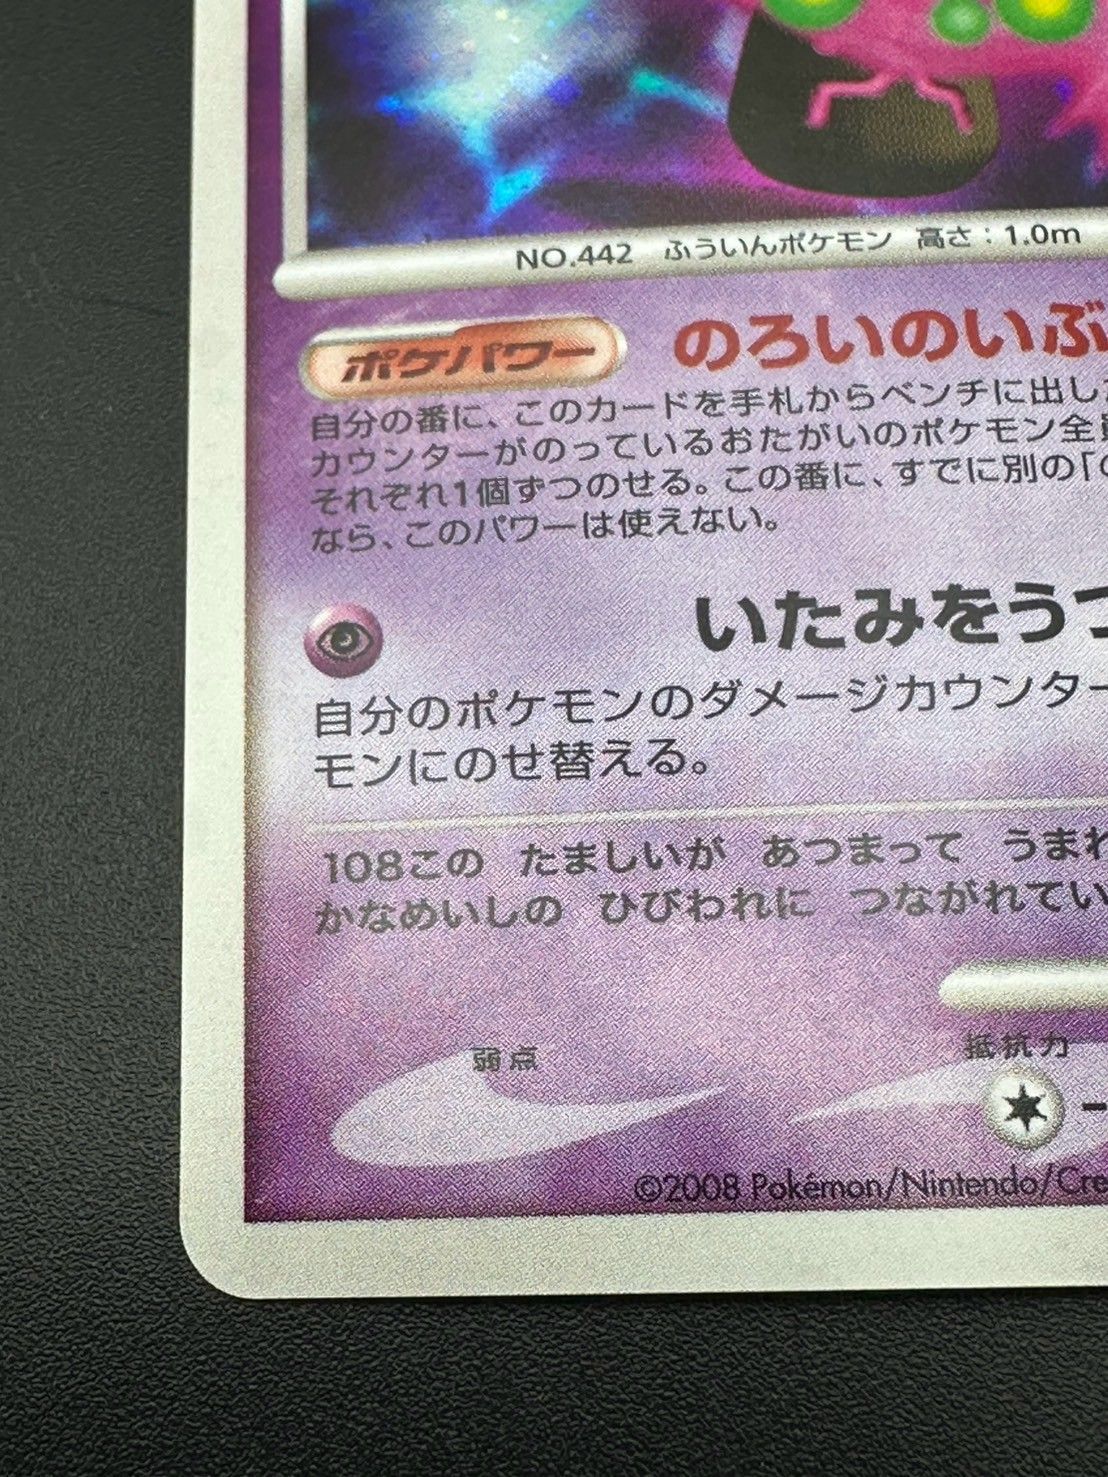 NO.442 ふういんポケモン 高さ：1.0m
ポケパワー のろいのいぶ
自分の番に、このカードを手札からベンチに出し
カウンターがのっているおたがいのポケモン全
それぞれ1個ずつのせる。この番に、すでに別の「
なら、このパワーは使えない。
いたみをうつ
自分のポケモンのダメージカウンター
モンにのせ替える。
108この たましいが あつまって うまれ
かなめいしの ひびわれに つながれてい
弱点 抵抗力
-
©2008 Pokémon/Nintendo/Cre